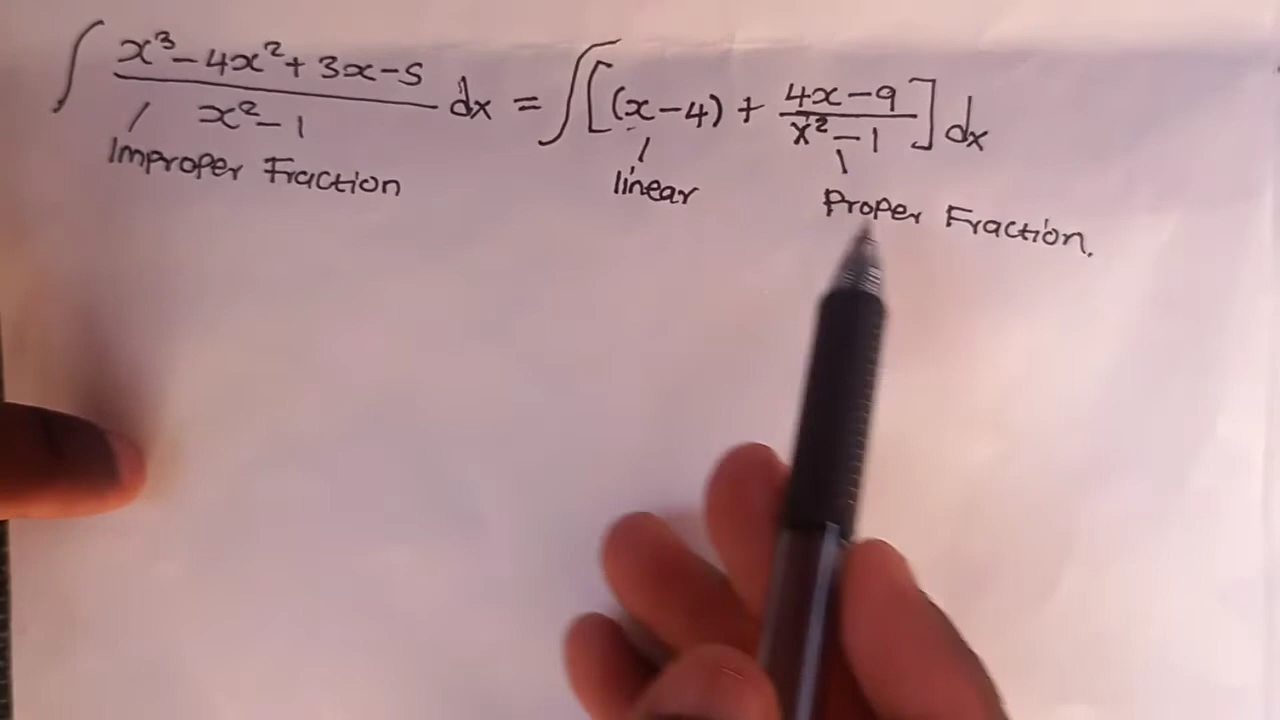 ∫ x³-4x²+3x-5 / x²-1 dx = ∫[(x-4) + 4x-9 / x²-1] dx
Improper Fraction linear Proper Fraction.